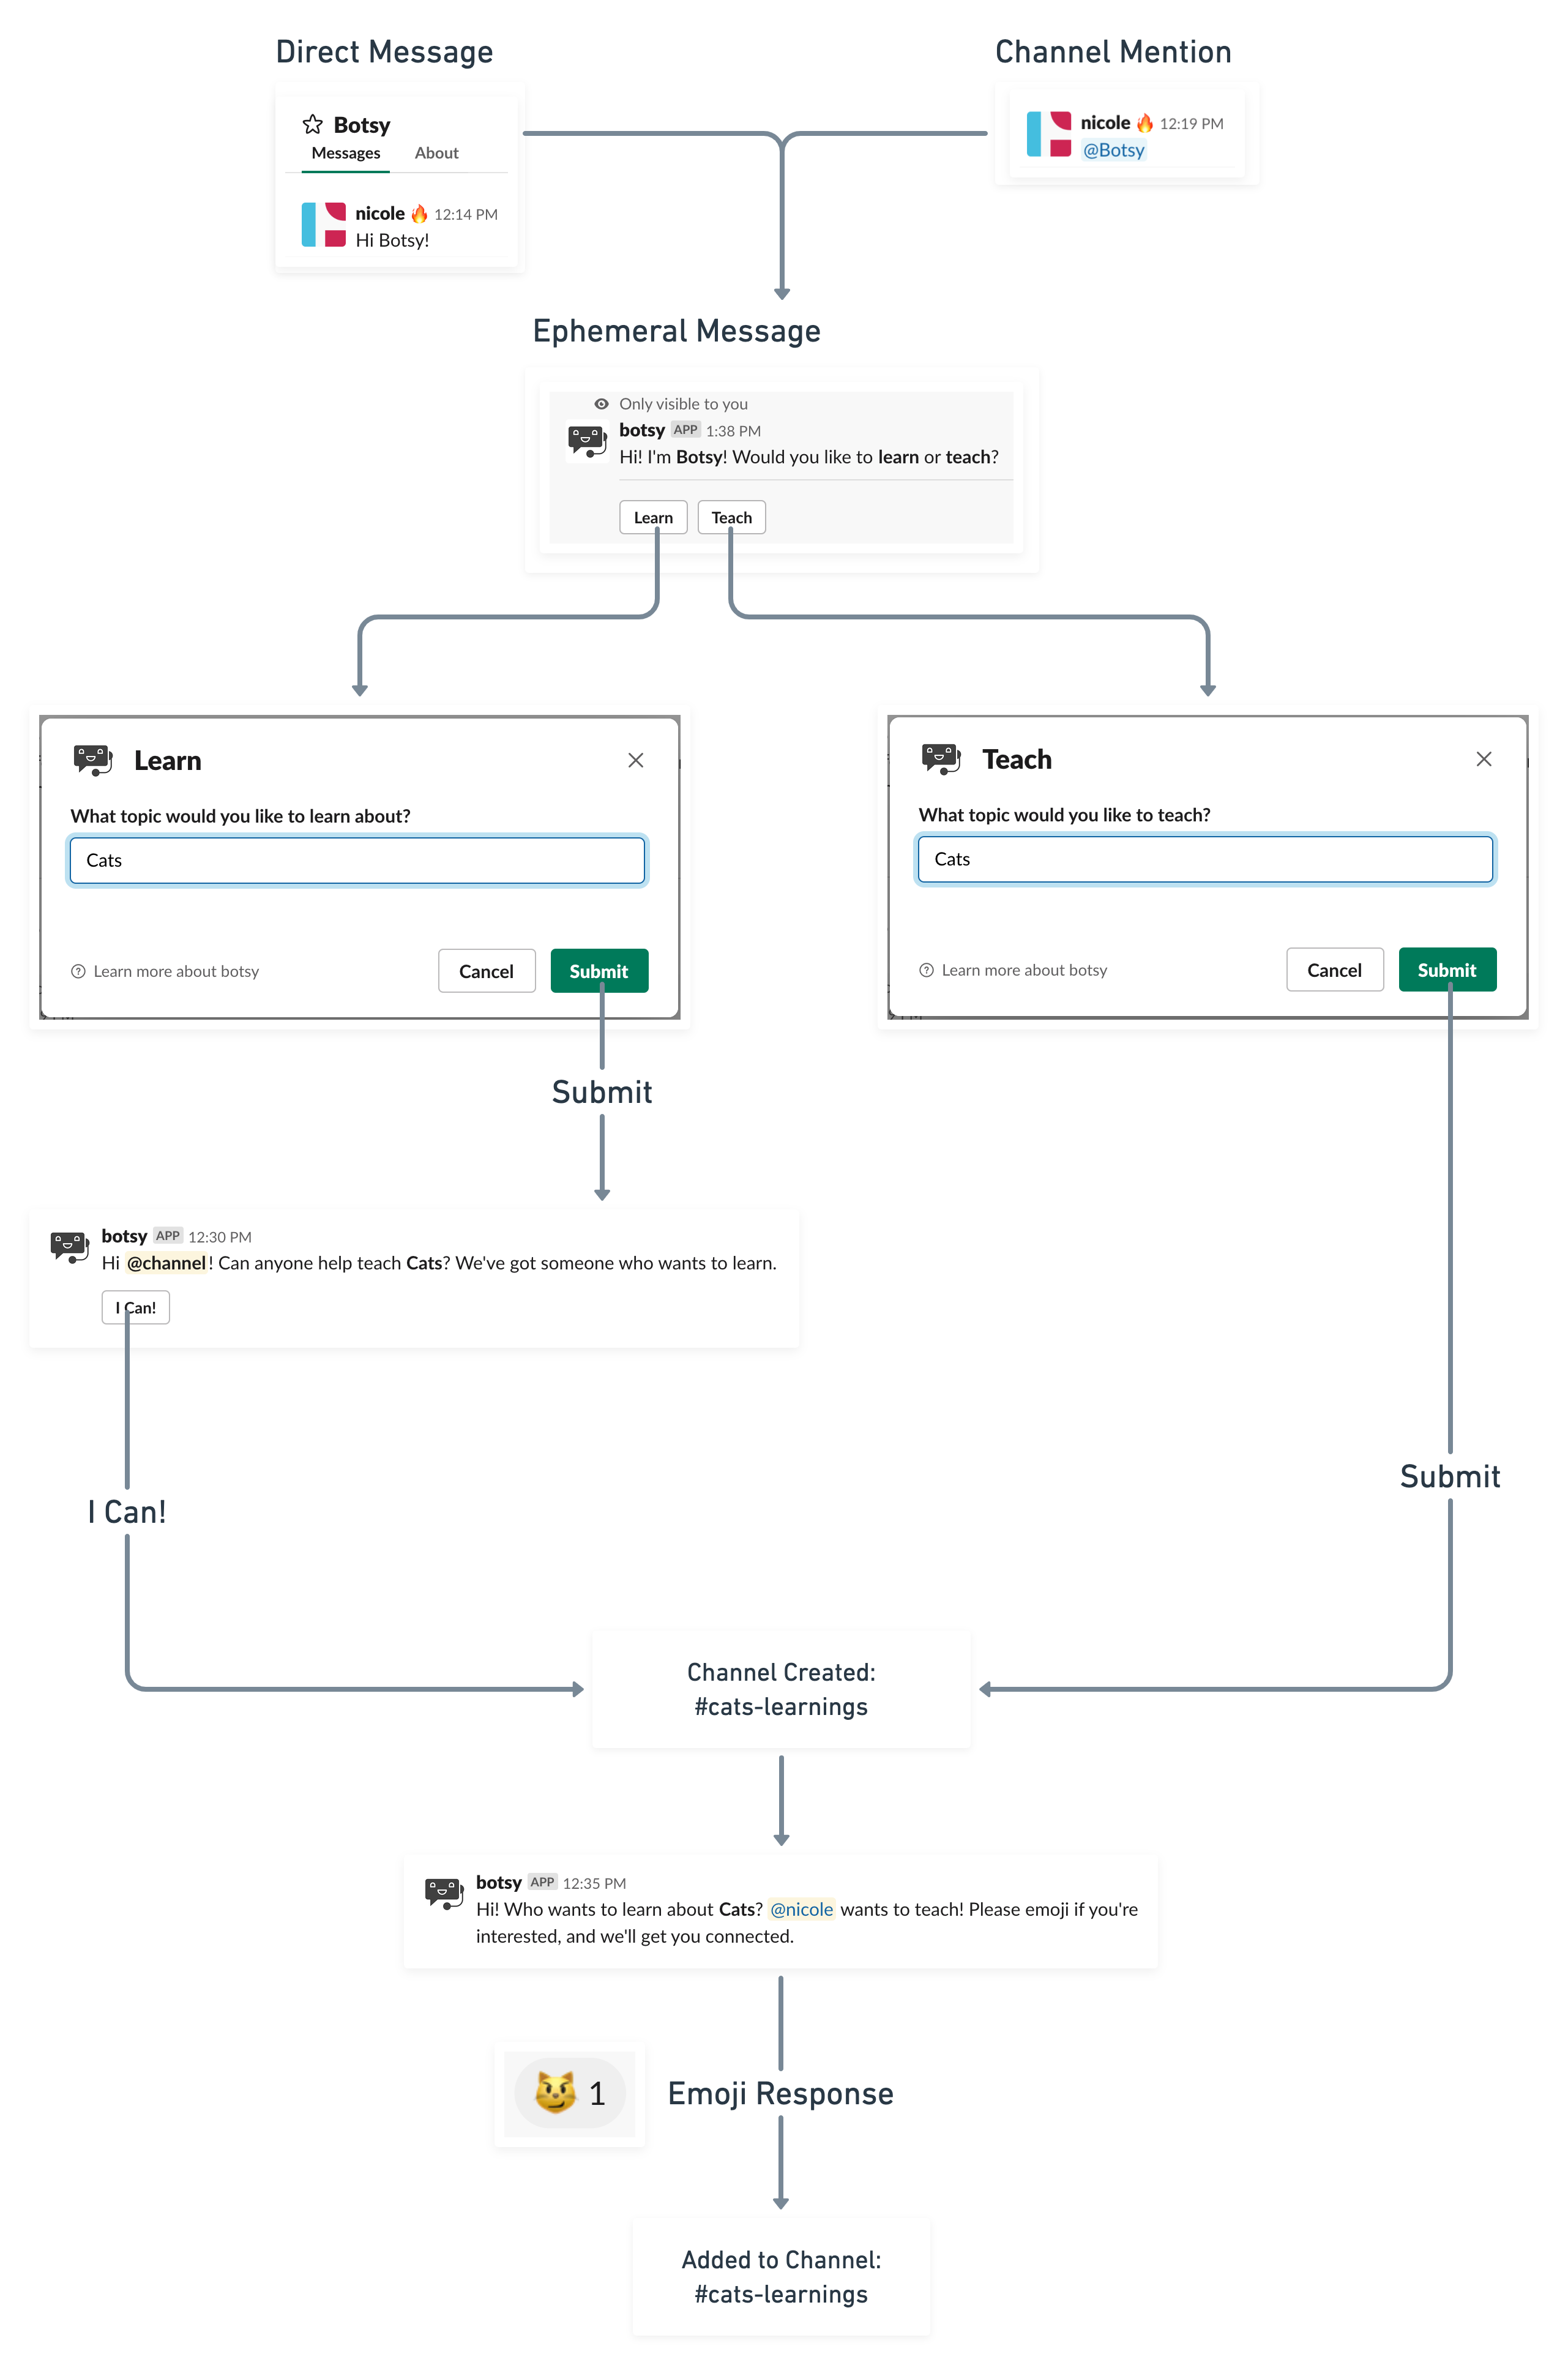 Direct Message
Channel Mention
Botsy
Messages About
nicole 🔥 12:14 PM
Hi Botsy!
nicole 🔥 12:19 PM
@Botsy
Ephemeral Message
Only visible to you
botsy APP 1:38 PM
Hi! I'm Botsy! Would you like to learn or teach?
Learn Teach
Learn
What topic would you like to learn about?
Cats
Learn more about botsy
Cancel Submit
Teach
What topic would you like to teach?
Cats
Learn more about botsy
Cancel Submit
Submit
botsy APP 12:30 PM
Hi @channel! Can anyone help teach Cats? We've got someone who wants to learn.
I Can!
I Can!
Submit
Channel Created:
#cats-learnings
botsy APP 12:35 PM
Hi! Who wants to learn about Cats? @nicole wants to teach! Please emoji if you're
interested, and we'll get you connected.
1
Emoji Response
Added to Channel:
#cats-learnings